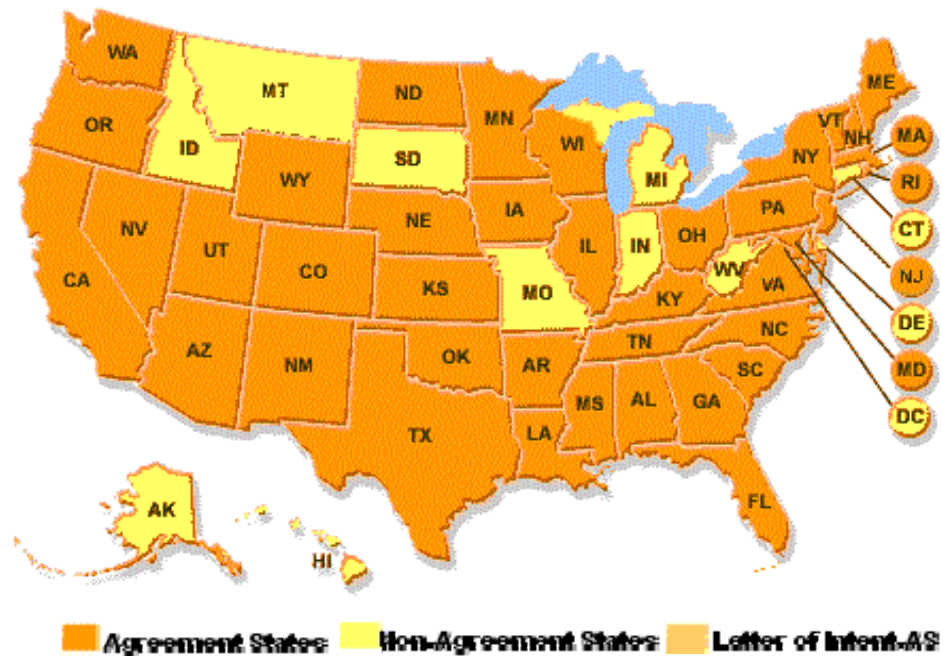 WA
MT
ND
MN
ME
OR
ID
SD
WI
VT
NH
MA
WY
MI
NY
RI
NV
NE
IA
PA
CT
UT
CO
IL
IN
OH
NJ
CA
KS
MO
WV
VA
KY
DE
AZ
NM
OK
AR
TN
NC
MD
SC
MS
AL
GA
DC
TX
LA
FL
AK
HI
Agreement States Non-Agreement States Letter of Intent-AS